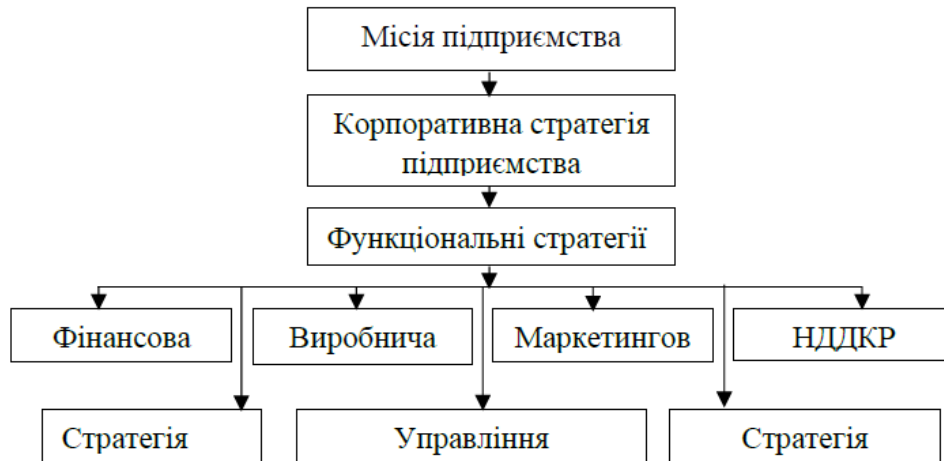 Місія підприємства
Корпоративна стратегія
підприємства
Функціональні стратегії
Фінансова
Виробнича
Маркетингов
НДДКР
Стратегія
Управління
Стратегія